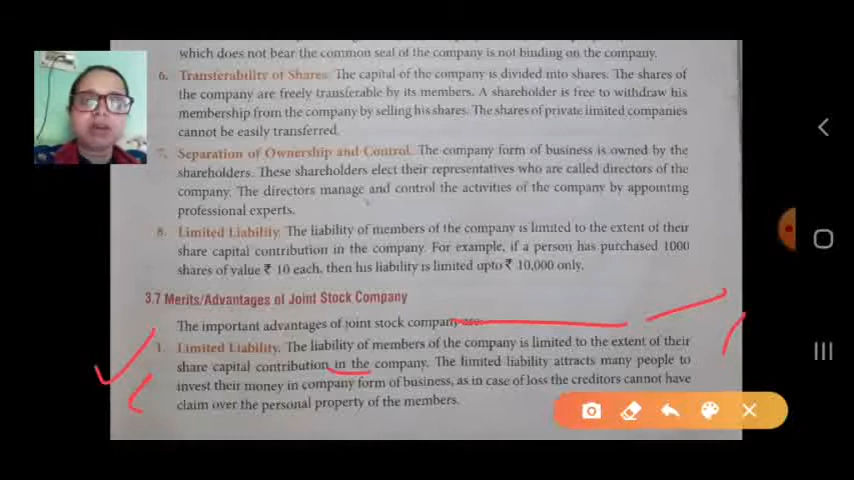 which does not bear the common seal of the company is not binding on the company.
6. Transferability of Shares. The capital of the company is divided into shares. The shares of
the company are freely transferable by its members. A shareholder is free to withdraw his
membership from the company by selling his shares. The shares of private limited companies
cannot be easily transferred.
7. Separation of Ownership and Control. The company form of business is owned by the
shareholders. These shareholders elect their representatives who are called directors of the
company. The directors manage and control the activities of the company by appointing
professional experts.
8. Limited Liability. The liability of members of the company is limited to the extent of their
share capital contribution in the company. For example, if a person has purchased 1000
shares of value ₹ 10 each, then his liability is limited upto ₹ 10,000 only.
3.7 Merits/Advantages of Joint Stock Company
The important advantages of joint stock company are:
1. Limited Liability. The liability of members of the company is limited to the extent of their
share capital contribution in the company. The limited liability attracts many people to
invest their money in company form of business, as in case of loss the creditors cannot have
claim over the personal property of the members.